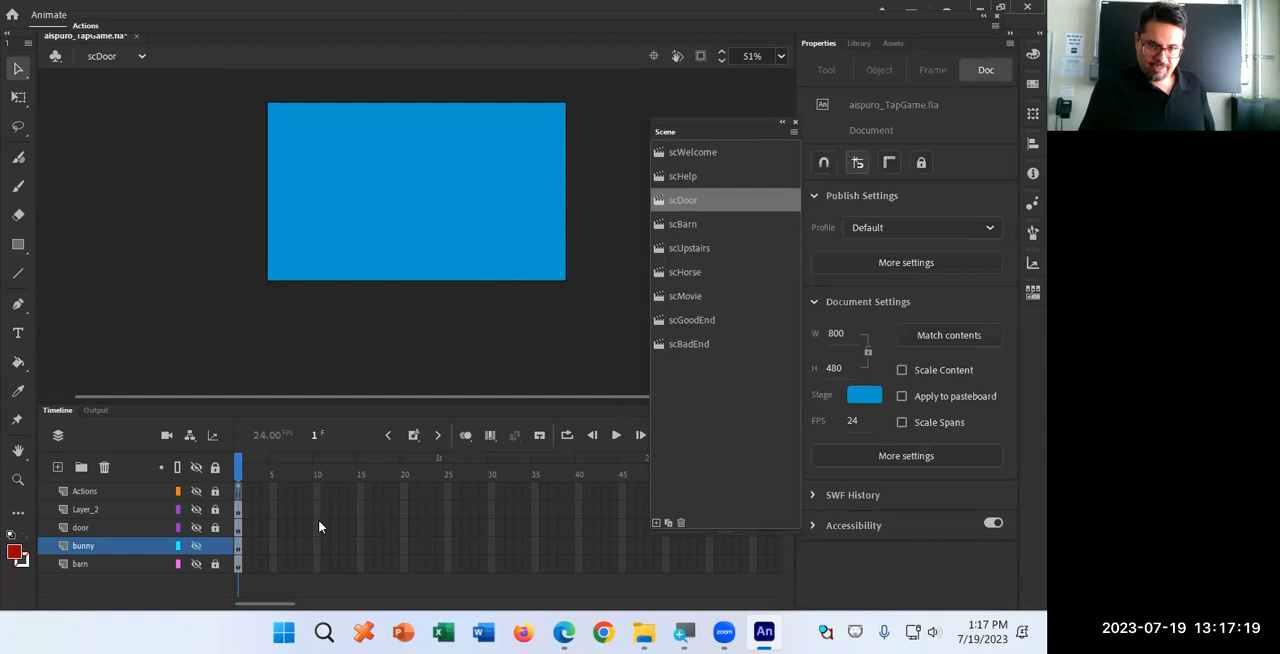 Animate
Actions
aispuro_TapGame.fla*
scDoor
51%
Properties Library Assets
Tool Object Frame Doc
aispuro_TapGame.fla
Document
Publish Settings
Profile Default
More settings
Document Settings
W 800 Match contents
H 480 Scale Content
Stage Apply to pasteboard
FPS 24 Scale Spans
More settings
SWF History
Accessibility
Scene
scWelcome
scHelp
scDoor
scBarn
scUpstairs
scHorse
scMovie
scGoodEnd
scBadEnd
Timeline Output
24.00 FPS 1 F
1s
5 10 15 20 25 30 35 40 45
Actions
Layer_2
door
bunny
barn
An
1:17 PM
7/19/2023
zoom
2023-07-19 13:17:19